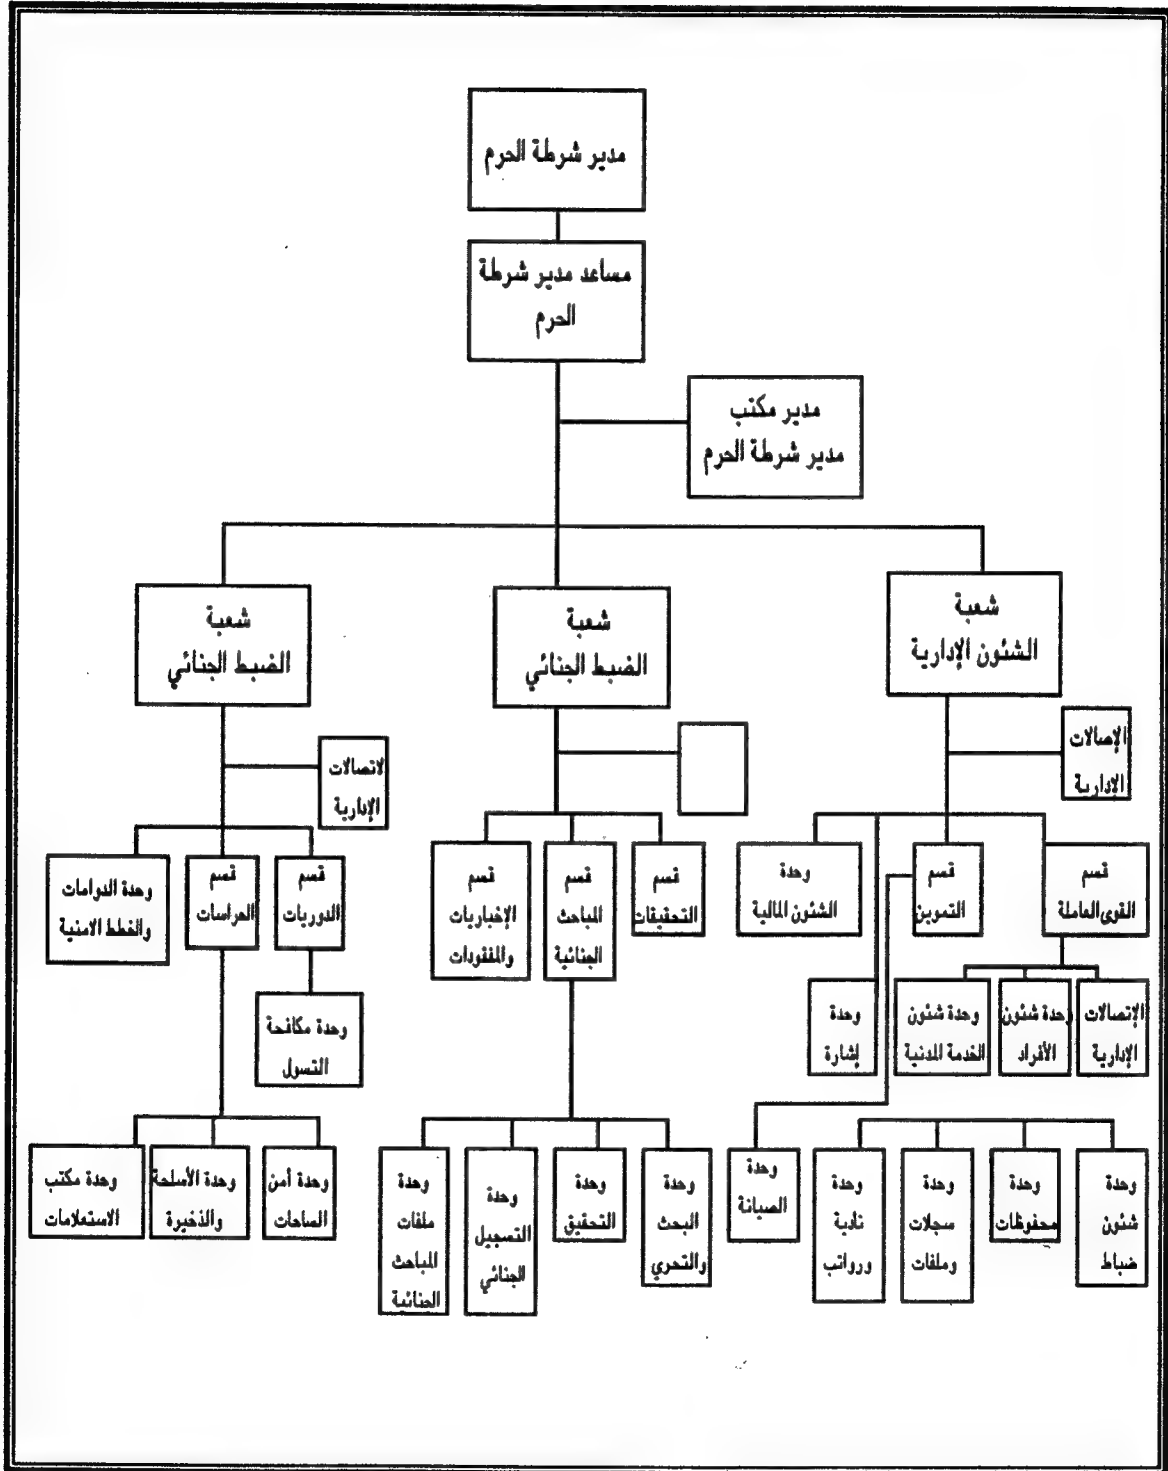 مدير شرطة الحرم
مساعد مدير شرطة
الحرم
مدير مكتب
مدير شرطة الحرم
شعبة
الشئون الإدارية
شعبة
الضبط الجنائي
شعبة
الضبط الجنائي
الإصالات
الإدارية
لاتصالات
الإدارية
قسم
القوى العاملة
قسم
التموين
وحدة
الشئون المالية
قسم
التحقيقات
قسم
المباحث
الجنائية
قسم
الإخباريات
والمفقودات
قسم
الدوريات
قسم
الحراسات
وحدة الدوامات
والخطط الامنية
الإتصالات
الإدارية
وحدة شئون
الأفراد
وحدة شئون
الخدمة المدنية
وحدة
إشارة
وحدة مكافحة
التسول
وحدة
شئون
ضباط
وحدة
محفوظات
وحدة
سجلات
وملفات
وحدة
تادية
ورواتب
وحدة
الصيانة
وحدة
البحث
والتحري
وحدة
التحقيق
وحدة
التسجيل
الجنائي
وحدة
ملفات
المباحث
الجنائية
وحدة أمن
الساحات
وحدة الأسلحة
والذخيرة
وحدة مكتب
الاستعلامات